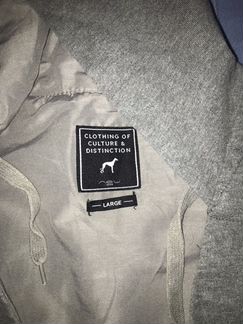 CLOTHING OF
CULTURE &
DISTINCTION
— LARGE —